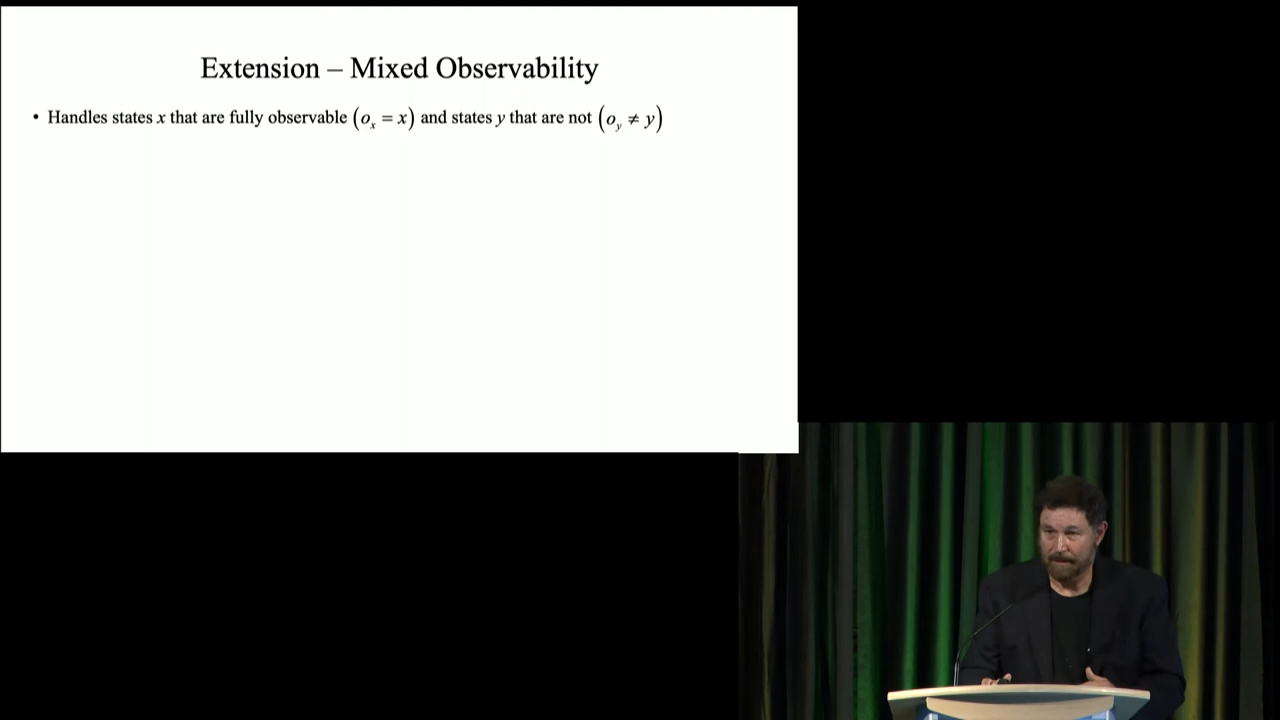 Extension – Mixed Observability
• Handles states x that are fully observable (oₓ = x) and states y that are not (o_y ≠ y)